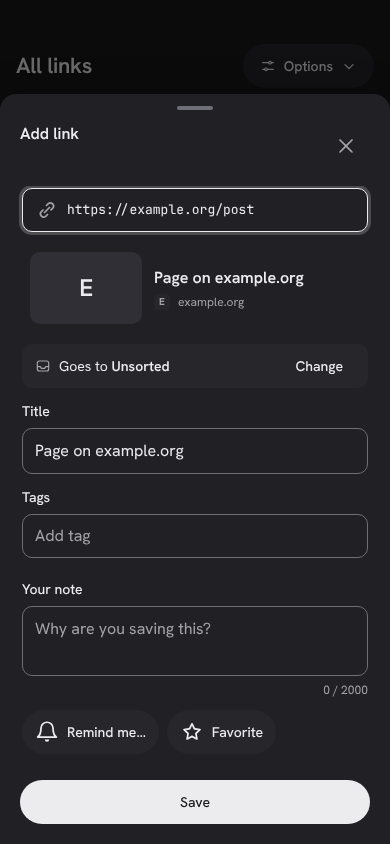 All links
Options
Add link
https://example.org/post
E
Page on example.org
E example.org
Goes to Unsorted
Change
Title
Page on example.org
Tags
Add tag
Your note
Why are you saving this?
0 / 2000
Remind me...
Favorite
Save